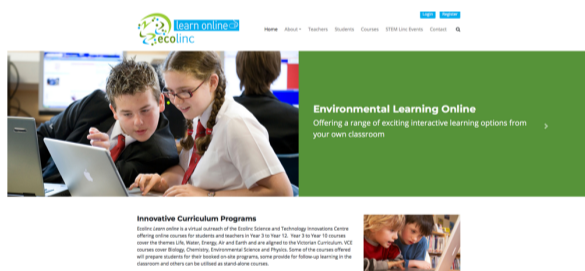 Login Register
learn online
ecolinc
Home About Teachers Students Courses STEM Linx Events Contact
Environmental Learning Online
Offering a range of exciting interactive learning options from
your own classroom
Innovative Curriculum Programs
Ecolinc Learn online is a virtual outreach of the Ecolinc Science and Technology Innovations Centre
offering online courses for students and teachers in Year 3 to Year 12. Year 3 to Year 10 courses
cover the themes Life, Water, Energy, Air and Earth and are aligned to the Victorian Curriculum. VCE
courses cover Biology, Chemistry, Environmental Science and Physics. Some of the courses offered
will prepare students for their booked on-site programs, some provide for follow-up learning in the
classroom and others can be utilised as stand-alone courses.